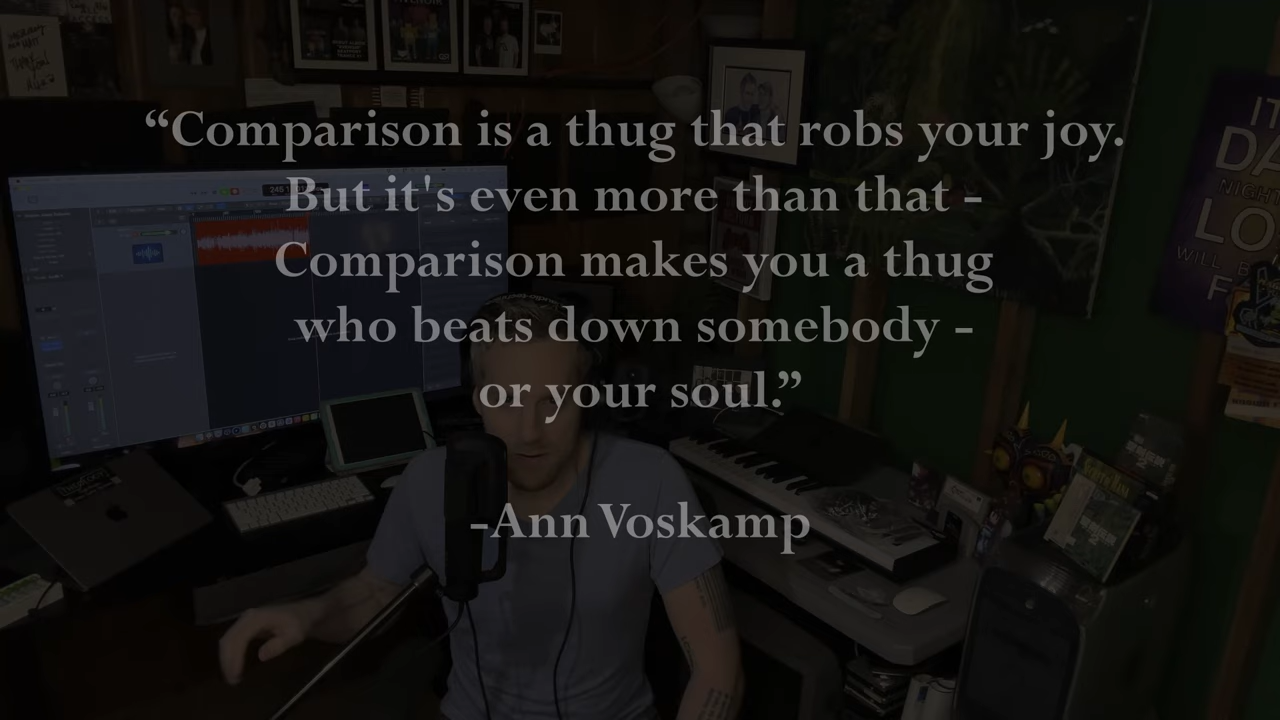 “Comparison is a thug that robs your joy.
But it's even more than that -
Comparison makes you a thug
who beats down somebody -
or your soul.”
-Ann Voskamp